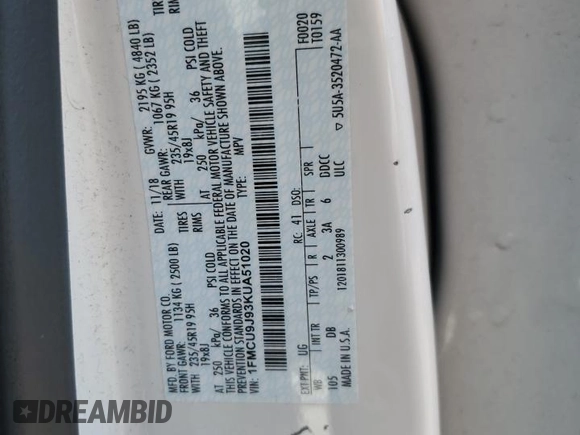 MFD. BY FORD MOTOR CO.
DATE: 11/18 GVWR: 2195 KG ( 4840 LB)
FRONT GAWR: 1134 KG ( 2500 LB)
REAR GAWR: 1067 KG ( 2352 LB)
235/45R19 95H TIRES WITH 235/45R19 95H TIRE
19x8J RIMS 19x8J RIMS
AT 250 kPa/ 36 PSI COLD AT 250 kPa/ 36 PSI COLD
THIS VEHICLE CONFORMS TO ALL APPLICABLE FEDERAL MOTOR VEHICLE SAFETY AND THEFT
PREVENTION STANDARDS IN EFFECT ON THE DATE OF MANUFACTURE SHOWN ABOVE.
VIN: 1FMCU9J93KUA51020
TYPE: MPV
F0020
T0159
EXT PNT: UG RC: 41 DSO:
WB INT TR TP/PS R AXLE TR SPR
105 DB 2 3A 6 DDCC
ULC
MADE IN U.S.A. 1201811300989
▽ 5U5A-3520472-AA
DREAMBID